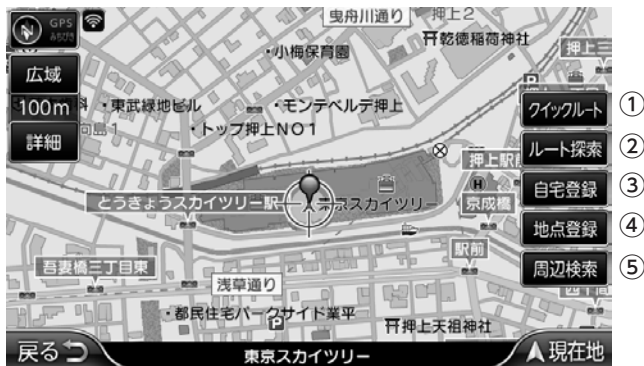 GPS
みちびき
曳舟川通り
押上2
乾徳稲荷神社
・小梅保育園
押上三
広域
100m
・東武緑地ビル
・モンテベルデ押上
・トップ押上NO1
詳細
クイックルート ①
ルート探索 ②
押上駅前
自宅登録 ③
とうきょうスカイツリー駅
東京スカイツリー
京成橋
地点登録 ④
駅前
吾妻橋三丁目東
周辺検索 ⑤
浅草通り
・都民住宅パークサイド業平
押上天祖神社
戻る
東京スカイツリー
現在地